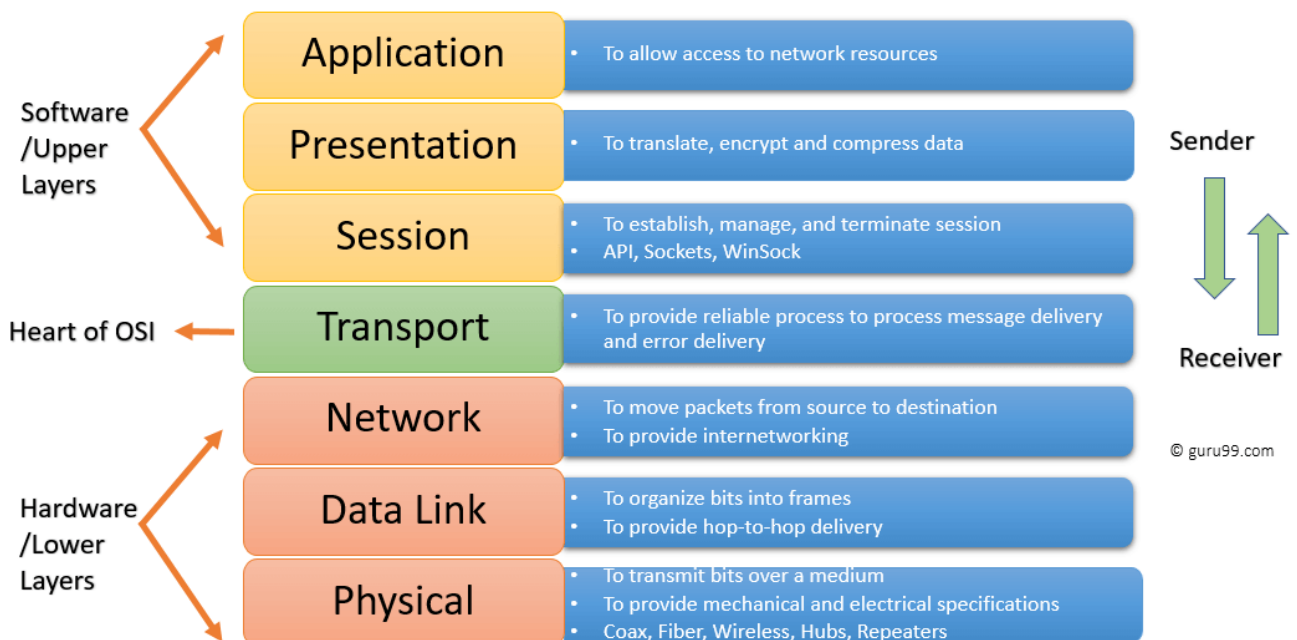 Application
• To allow access to network resources
Software
/Upper
Layers
Presentation
• To translate, encrypt and compress data
Sender
Session
• To establish, manage, and terminate session
• API, Sockets, WinSock
Heart of OSI
Transport
• To provide reliable process to process message delivery
and error delivery
Receiver
Network
• To move packets from source to destination
• To provide internetworking
© guru99.com
Hardware
/Lower
Layers
Data Link
• To organize bits into frames
• To provide hop-to-hop delivery
Physical
• To transmit bits over a medium
• To provide mechanical and electrical specifications
• Coax, Fiber, Wireless, Hubs, Repeaters